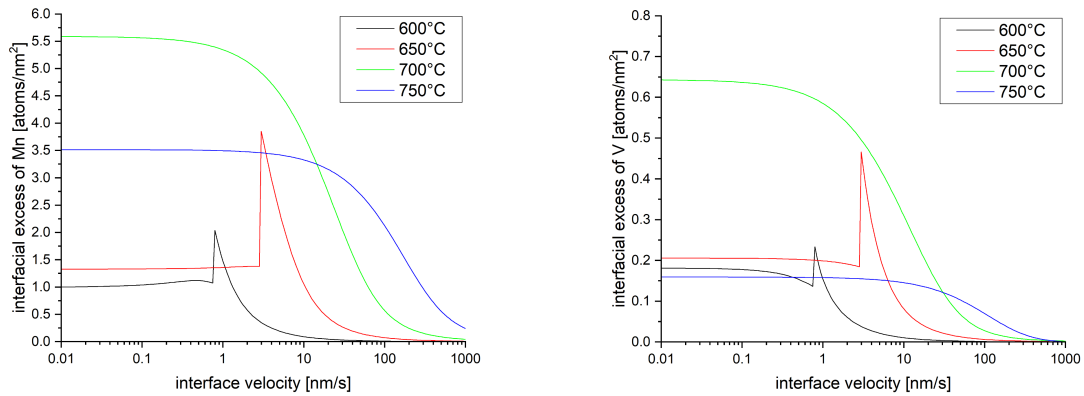 6.0
5.5
5.0
4.5
4.0
3.5
3.0
2.5
2.0
1.5
1.0
0.5
0.0
interfacial excess of Mn [atoms/nm²]
600°C
650°C
700°C
750°C
0.01 0.1 1 10 100 1000
interface velocity [nm/s]
0.8
0.7
0.6
0.5
0.4
0.3
0.2
0.1
0.0
interfacial excess of V [atoms/nm²]
600°C
650°C
700°C
750°C
0.01 0.1 1 10 100 1000
interface velocity [nm/s]